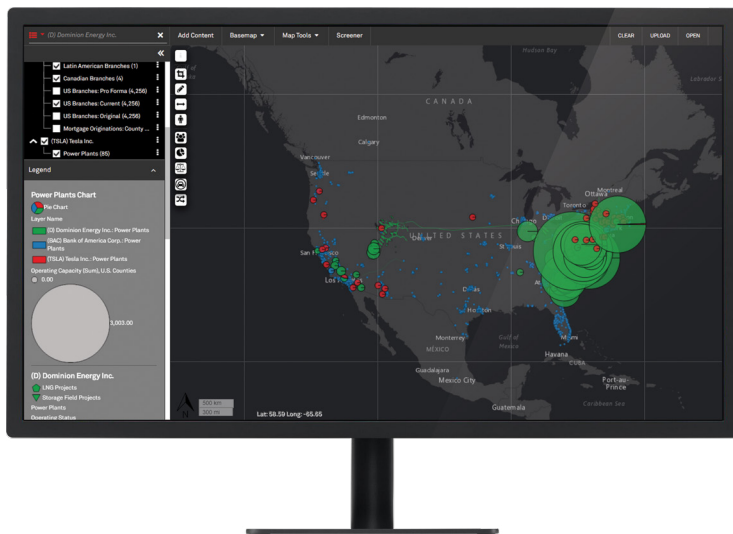 (D) Dominion Energy Inc.
Add Content
Basemap
Map Tools
Screener
CLEAR
UPLOAD
OPEN
Latin American Branches (1)
Canadian Branches (4)
US Branches: Pro Forma (4,256)
US Branches: Current (4,256)
US Branches: Original (4,256)
Mortgage Originations: County ...
(TSLA) Tesla Inc.
Power Plants (85)
Legend
Power Plants Chart
Pie Chart
Layer Name
(D) Dominion Energy Inc.: Power Plants
(BAC) Bank of America Corp.: Power
Plants
(TSLA) Tesla Inc.: Power Plants
Operating Capacity (Sum), U.S. Counties
0.00
3,003.00
(D) Dominion Energy Inc.
LNG Projects
Storage Field Projects
Power Plants
Operating Status
Hudson Bay
CANADA
Edmonton
Calgary
Vancouver
Seattle
Ottawa
Montreal
Toronto
UNITED STATES
Denver
St Louis
Dallas
Houston
Monterrey
MÉXICO
Gulf of
Mexico
Miami
Havana
CUBA
Guadalajara
Mexico City
Port-au-
Prince
Guatemala
Caribbean Sea
500 km
300 mi
N
Lat: 58.59 Long: -65.65